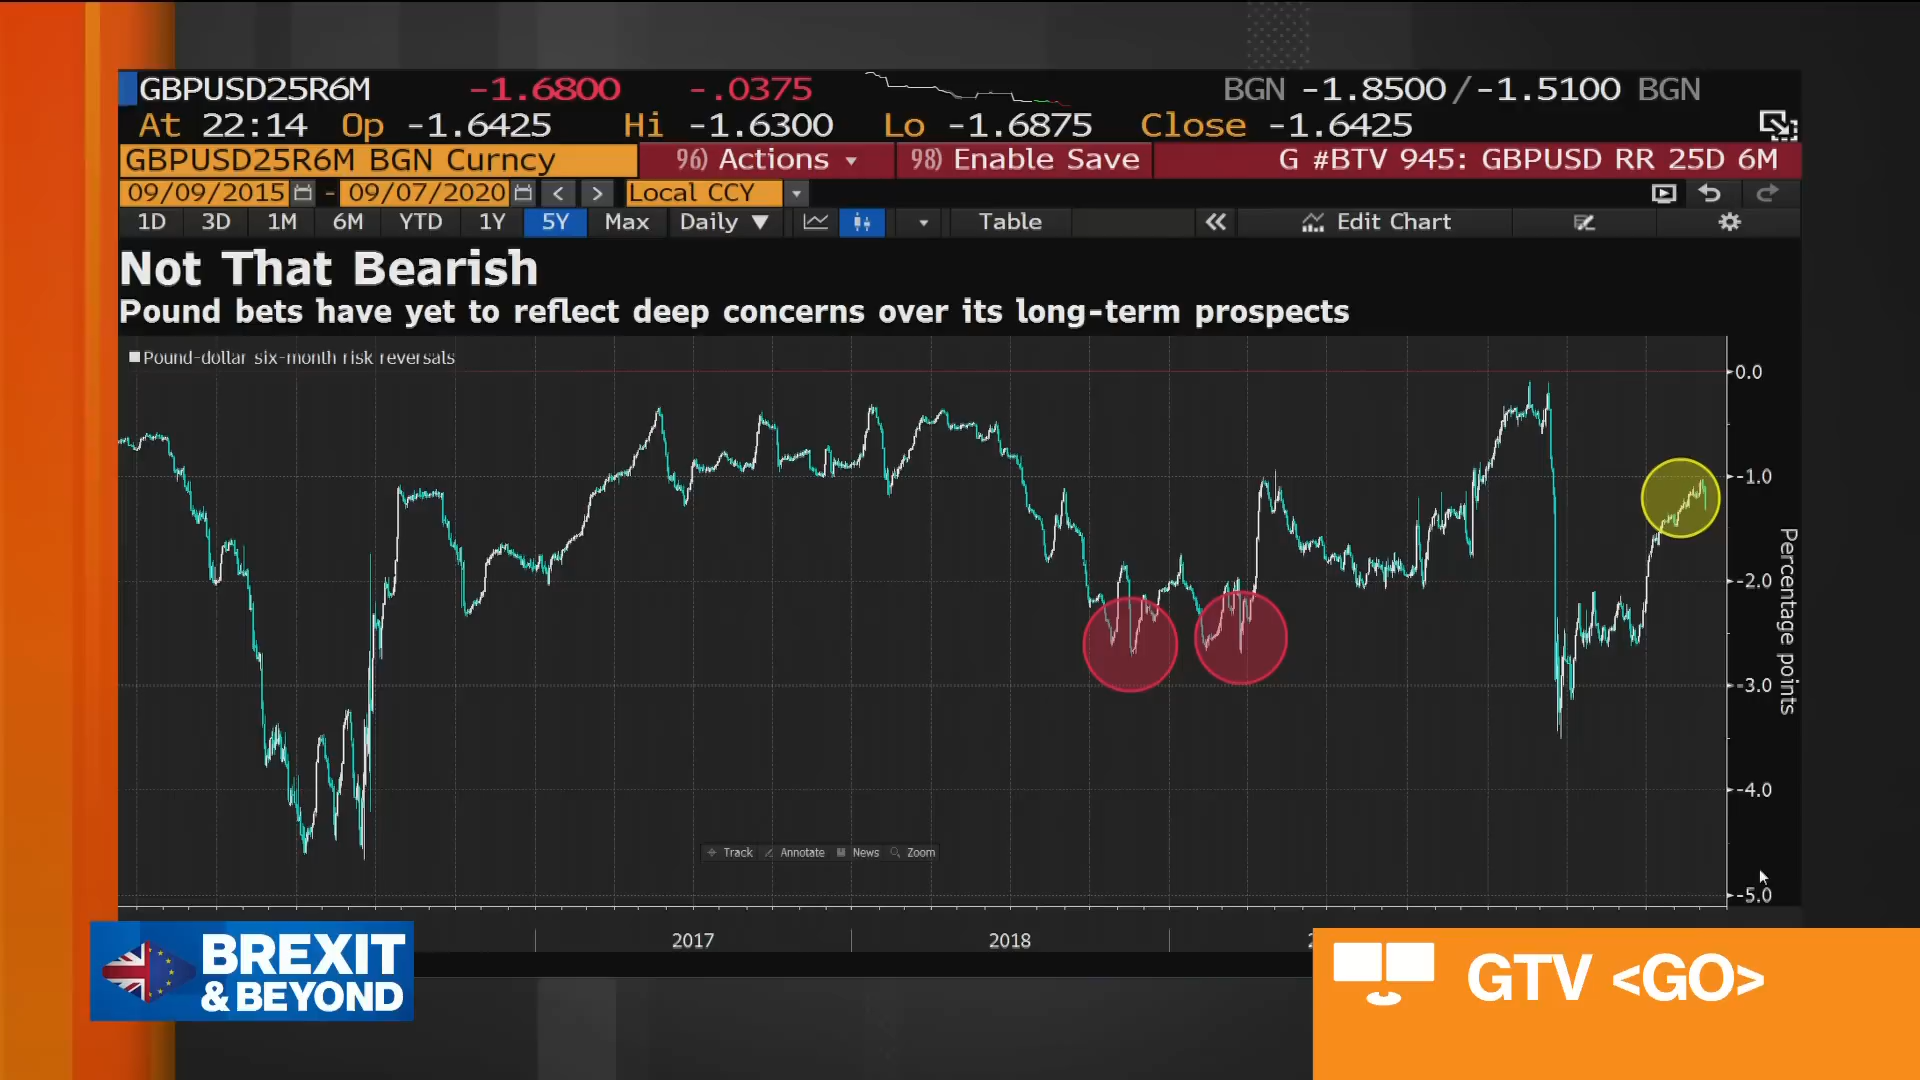 GBPUSD25R6M -1.6800 -.0375 BGN -1.8500/-1.5100 BGN
At 22:14 Op -1.6425 Hi -1.6300 Lo -1.6875 Close -1.6425
GBPUSD25R6M BGN Curncy 96) Actions 98) Enable Save G #BTV 945: GBPUSD RR 25D 6M
09/09/2015 - 09/07/2020 < > Local CCY
1D 3D 1M 6M YTD 1Y 5Y Max Daily Table « Edit Chart
Not That Bearish
Pound bets have yet to reflect deep concerns over its long-term prospects
Pound-dollar six-month risk reversals
0.0
-1.0
-2.0
-3.0
-4.0
-5.0
Percentage points
Track Annotate News Zoom
2017 2018
BREXIT
& BEYOND
GTV <GO>